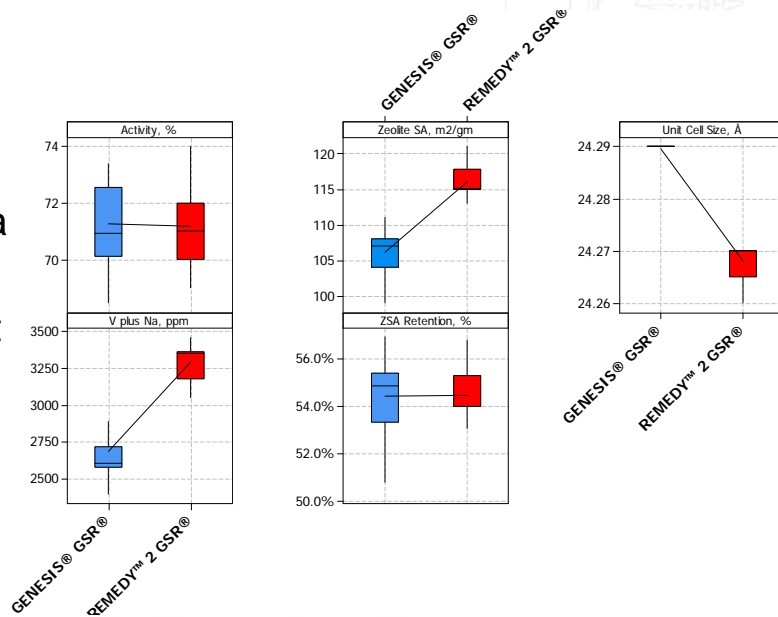 GENESIS® GSR®
REMEDY™ 2 GSR®
Activity, %
74
72
70
Zeolite SA, m2/gm
120
115
110
105
100
Unit Cell Size, Å
24.29
24.28
24.27
24.26
a
V plus Na, ppm
3500
3250
3000
2750
2500
ZSA Retention, %
56.0%
54.0%
52.0%
50.0%
GENESIS® GSR®
REMEDY™ 2 GSR®
GENESIS® GSR®
REMEDY™ 2 GSR®